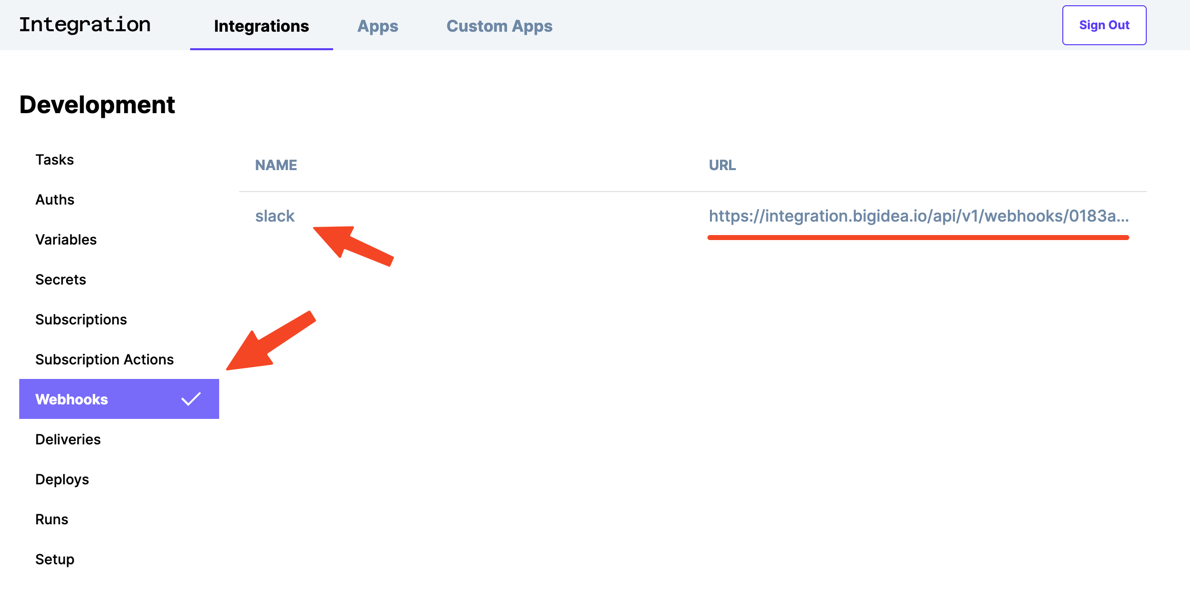 Integration Integrations Apps Custom Apps Sign Out
Development
Tasks
Auths
Variables
Secrets
Subscriptions
Subscription Actions
Webhooks
Deliveries
Deploys
Runs
Setup
NAME URL
slack https://integration.bigidea.io/api/v1/webhooks/0183a...